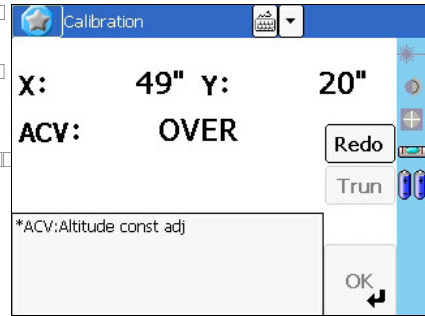 Calibration
X: 49" Y: 20"
ACV: OVER
Redo
Trun
*ACV:Altitude const adj
OK